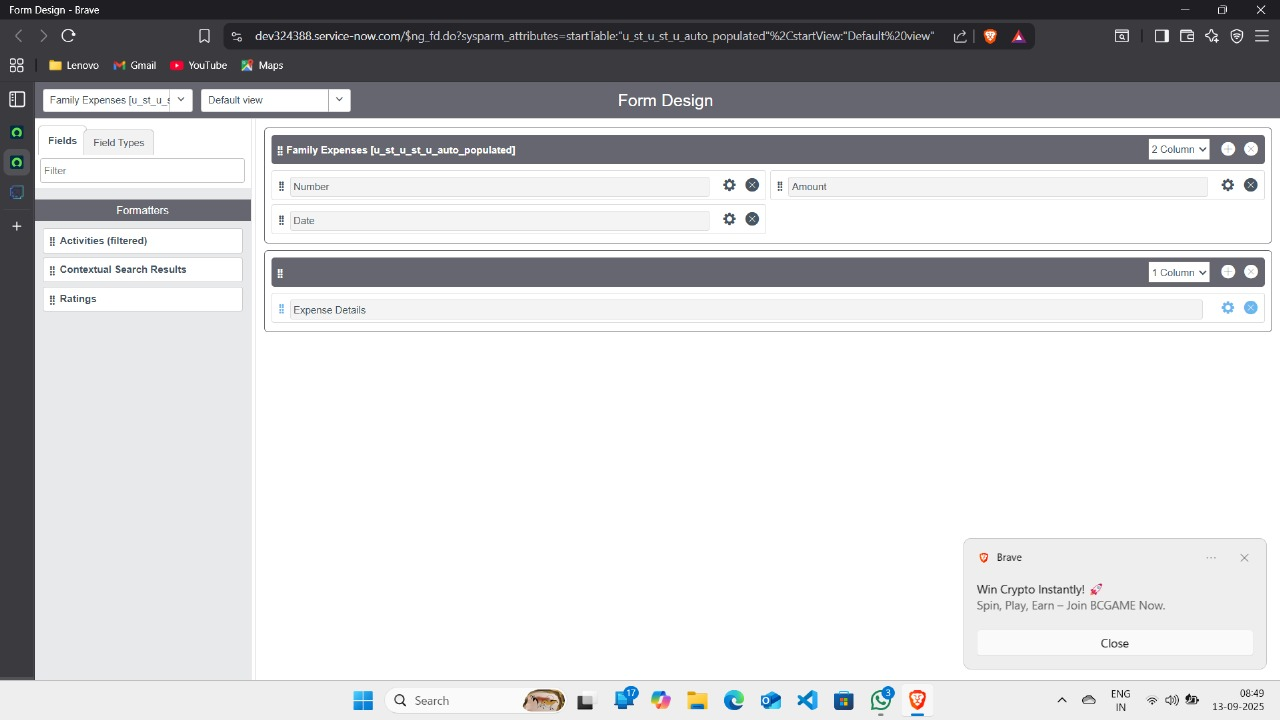 Form Design - Brave
dev324388.service-now.com/$ng_fd.do?sysparm_attributes=startTable:"u_st_u_st_u_auto_populated"%2CstartView:"Default%20view"
Lenovo Gmail YouTube Maps
Family Expenses [u_st_u_s Default view Form Design
Fields Field Types
Filter
Formatters
Activities (filtered)
Contextual Search Results
Ratings
Family Expenses [u_st_u_st_u_auto_populated] 2 Column
Number Amount
Date
1 Column
Expense Details
Brave
Win Crypto Instantly! 🚀
Spin, Play, Earn – Join BCGAME Now.
Close
Search 17 3 ENG 08:49
IN 13-09-2025